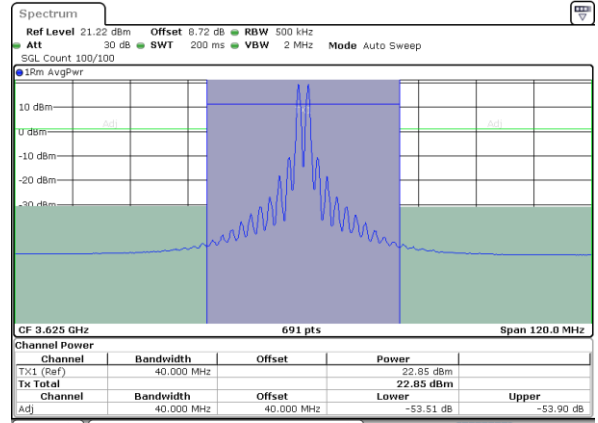 Spectrum
Ref Level 21.22 dBm Offset 8.72 dB RBW 500 kHz
Att 30 dB SWT 200 ms VBW 2 MHz Mode Auto Sweep
SGL Count 100/100
1Rm AvgPwr
10 dBm
Adj Adj
0 dBm
-10 dBm
-20 dBm
-30 dBm
CF 3.625 GHz 691 pts Span 120.0 MHz
Channel Power
Channel Bandwidth Offset Power
TX1 (Ref) 40.000 MHz 22.85 dBm
Tx Total 22.85 dBm
Channel Bandwidth Offset Lower Upper
Adj 40.000 MHz 40.000 MHz -53.51 dB -53.90 dB